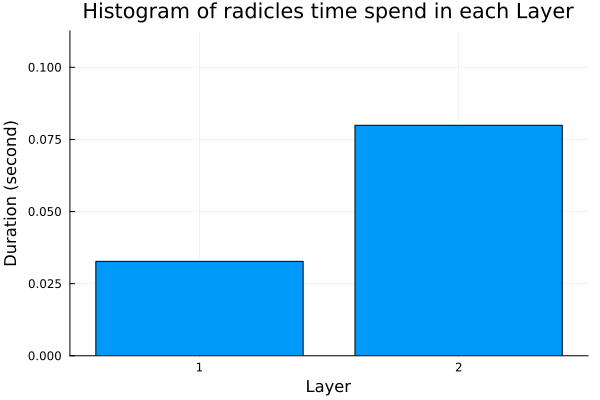 Histogram of radicles time spend in each Layer
Duration (second)
0.100
0.075
0.050
0.025
0.000
1 2
Layer